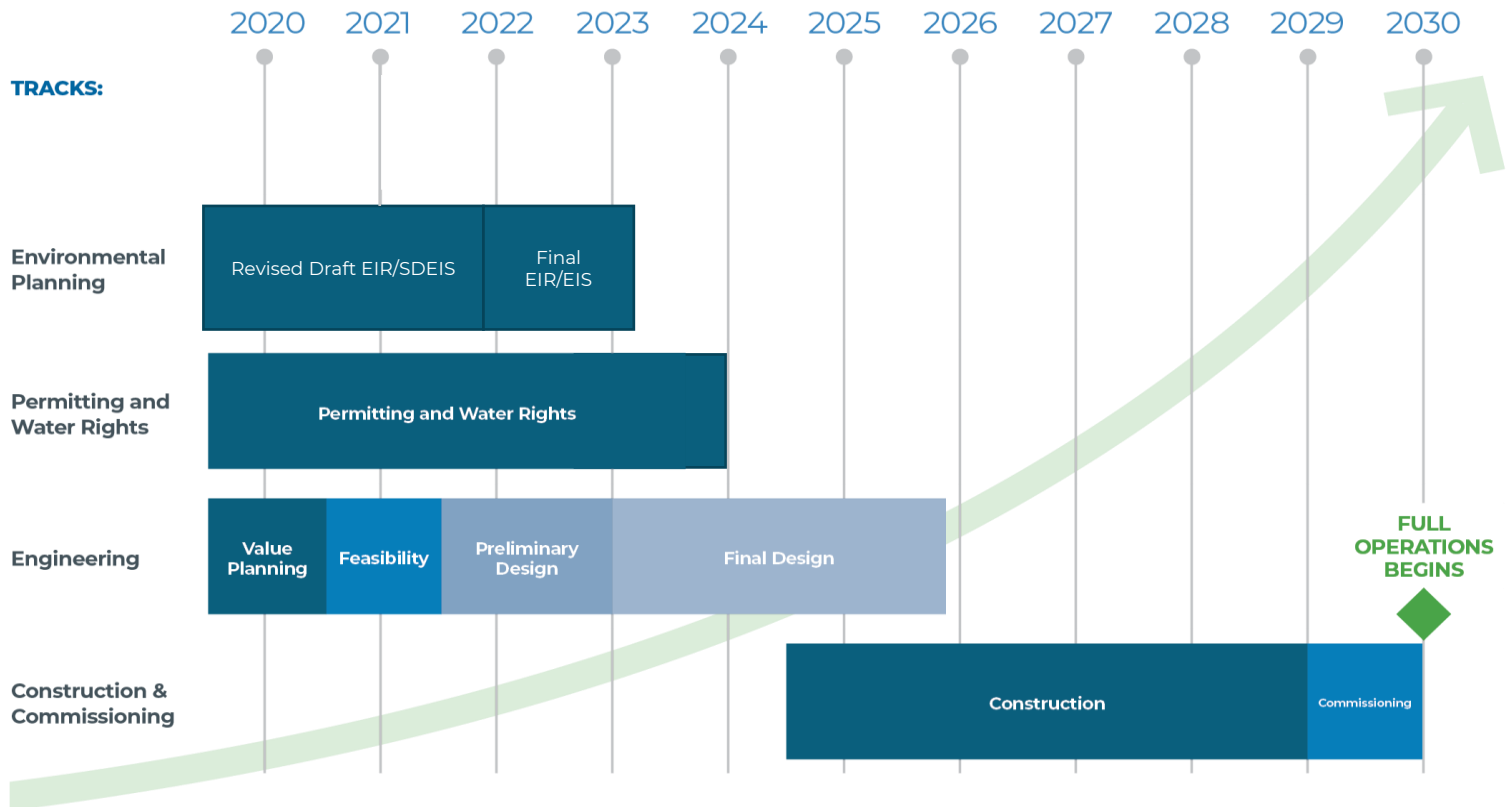 2020 2021 2022 2023 2024 2025 2026 2027 2028 2029 2030
TRACKS:
Environmental
Planning
Revised Draft EIR/SDEIS
Final
EIR/EIS
Permitting and
Water Rights
Permitting and Water Rights
Engineering
Value
Planning
Feasibility
Preliminary
Design
Final Design
FULL
OPERATIONS
BEGINS
Construction &
Commissioning
Construction
Commissioning